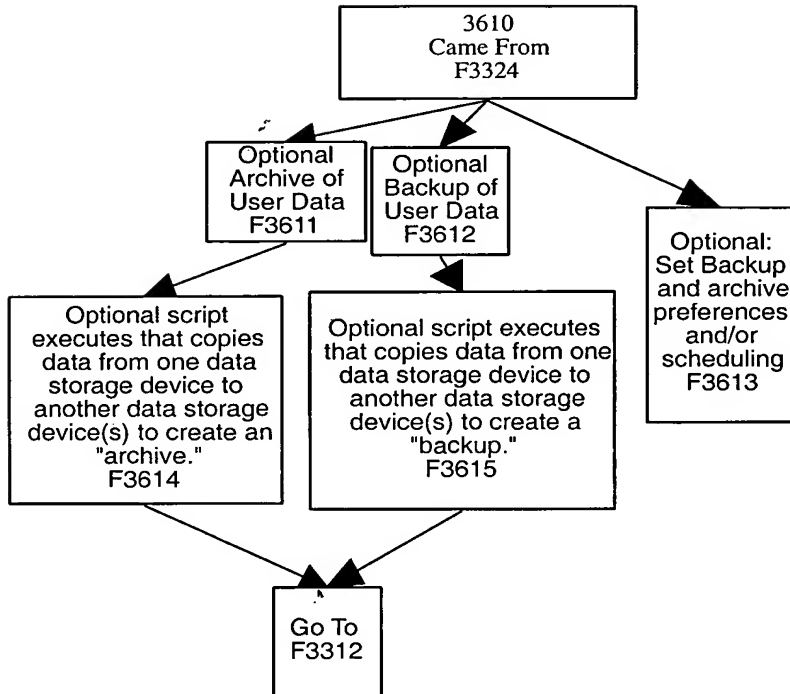 3610
Came From
F3324
Optional
Archive of
User Data
F3611
Optional
Backup of
User Data
F3612
Optional:
Set Backup
and archive
preferences
and/or
scheduling
F3613
Optional script
executes that copies
data from one data
storage device to
another data storage
device(s) to create an
"archive."
F3614
Optional script executes
that copies data from one
data storage device to
another data storage
device(s) to create a
"backup."
F3615
Go To
F3312